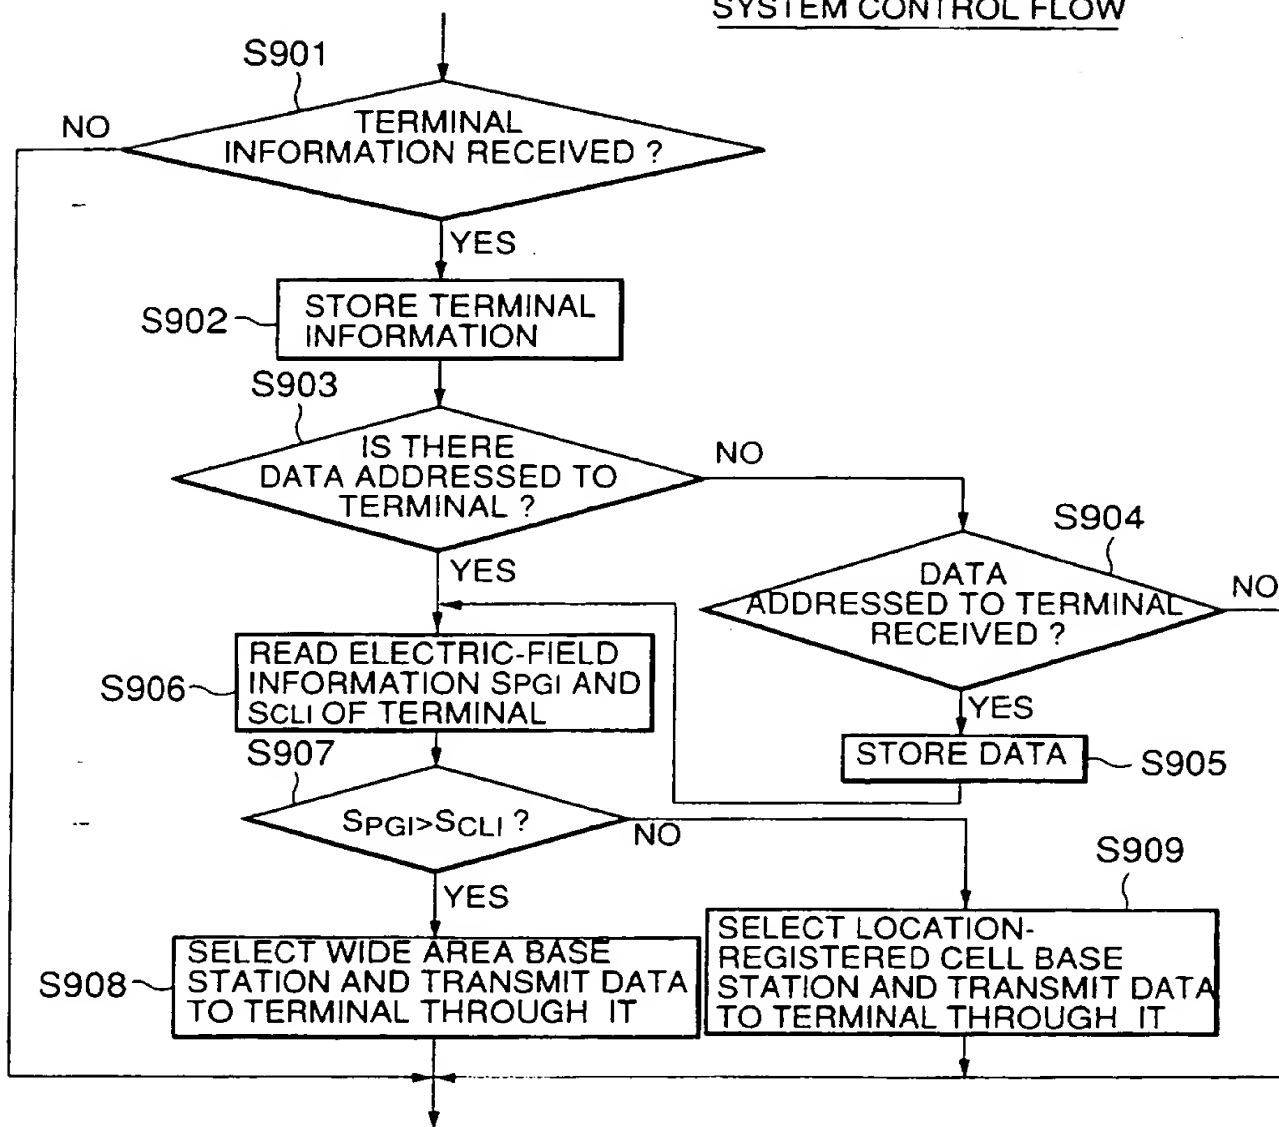 SYSTEM CONTROL FLOW
S901
NO
TERMINAL
INFORMATION RECEIVED ?
YES
S902
STORE TERMINAL
INFORMATION
S903
IS THERE
DATA ADDRESSED TO
TERMINAL ?
NO
YES
S904
DATA
ADDRESSED TO TERMINAL
RECEIVED ?
NO
YES
STORE DATA
S905
S906
READ ELECTRIC-FIELD
INFORMATION SPGI AND
SCLI OF TERMINAL
S907
SPGI>SCLI ?
NO
YES
S908
SELECT WIDE AREA BASE
STATION AND TRANSMIT DATA
TO TERMINAL THROUGH IT
S909
SELECT LOCATION-
REGISTERED CELL BASE
STATION AND TRANSMIT DATA
TO TERMINAL THROUGH IT